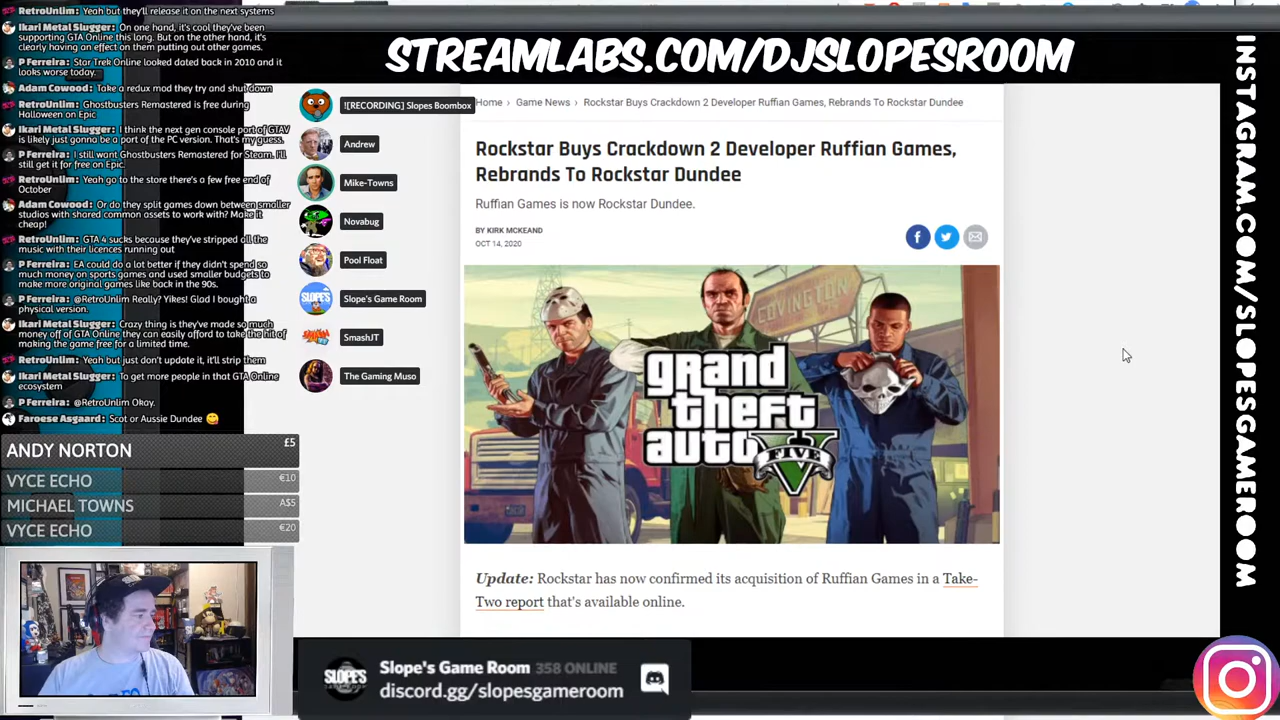 RetroUnlim: Yeah but they'll release it on the next systems
Ikari Metal Slugger: On one hand, it's cool they've been
supporting GTA Online this long. But on the other hand, it's
clearly having an effect on them putting out other games.
P Ferreira: Star Trek Online looked dated back in 2010 and it
looks worse today.
Adam Cowood: Take a redux mod they try and shut down
RetroUnlim: Ghostbusters Remastered is free during
Halloween on Epic
Ikari Metal Slugger: I think the next gen console port of GTAV
is likely just gonna be a part of the PC version. That's my guess.
P Ferreira: I still want Ghostbusters Remastered for Steam. I'll
still get it for free on Epic.
RetroUnlim: Yeah go to the store there's a few free end of
October
Adam Cowood: Or do they split games down between smaller
studios with shared common assets to work with? Make it
cheap!
RetroUnlim: GTA 4 sucks because they've stripped all the
music with their licences running out
P Ferreira: EA could do a lot better if they didn't spend so
much money on sports games and used smaller budgets to
make more original games like back in the 90s.
P Ferreira: @RetroUnlim Really? Yikes! Glad I bought a
physical version.
Ikari Metal Slugger: Crazy thing is they've made so much
money off of GTA Online they can easily afford to take the hit of
making the game free for a limited time.
RetroUnlim: Yeah but just don't update it, it'll strip them
Ikari Metal Slugger: To get more people in that GTA Online
ecosystem
P Ferreira: @RetroUnlim Okay.
Faroese Asgaard: Scot or Aussie Dundee 😋
ANDY NORTON £5
VYCE ECHO €10
MICHAEL TOWNS A$5
VYCE ECHO €20
STREAMLABS.COM/DJSLOPESROOM
![RECORDING] Slopes Boombox
Andrew
Mike-Towns
Novabug
Pool Float
Slope's Game Room
SmashJT
The Gaming Muso
Home > Game News > Rockstar Buys Crackdown 2 Developer Ruffian Games, Rebrands To Rockstar Dundee
Rockstar Buys Crackdown 2 Developer Ruffian Games,
Rebrands To Rockstar Dundee
Ruffian Games is now Rockstar Dundee.
BY KIRK MCKEAND
OCT 14, 2020
COVINGTON
grand
theft
auto V
FIVE
Update: Rockstar has now confirmed its acquisition of Ruffian Games in a Take-
Two report that's available online.
SLOPES
Slope's Game Room 358 ONLINE
discord.gg/slopesgameroom
INSTAGRAM.COM/SLOPESGAMEROOM